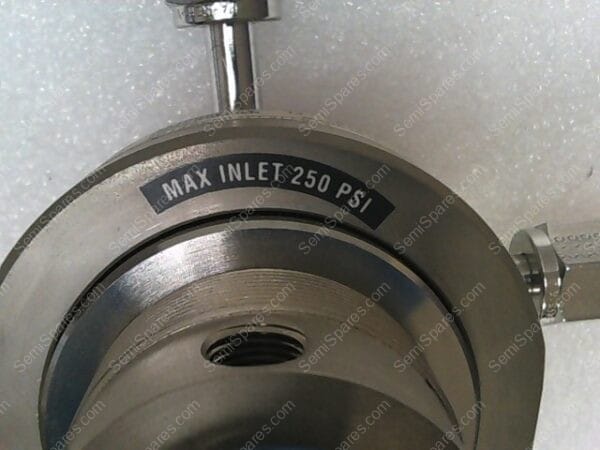 MAX INLET 250 PSI
SemiSpares.com